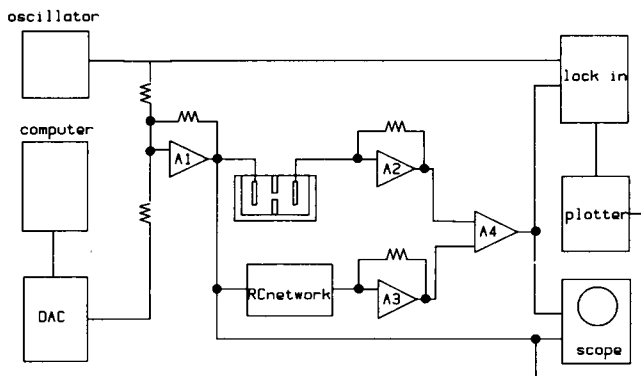 oscillator
lock in
computer
A1
A2
plotter
A4
DAC
RCnetwork
A3
scope